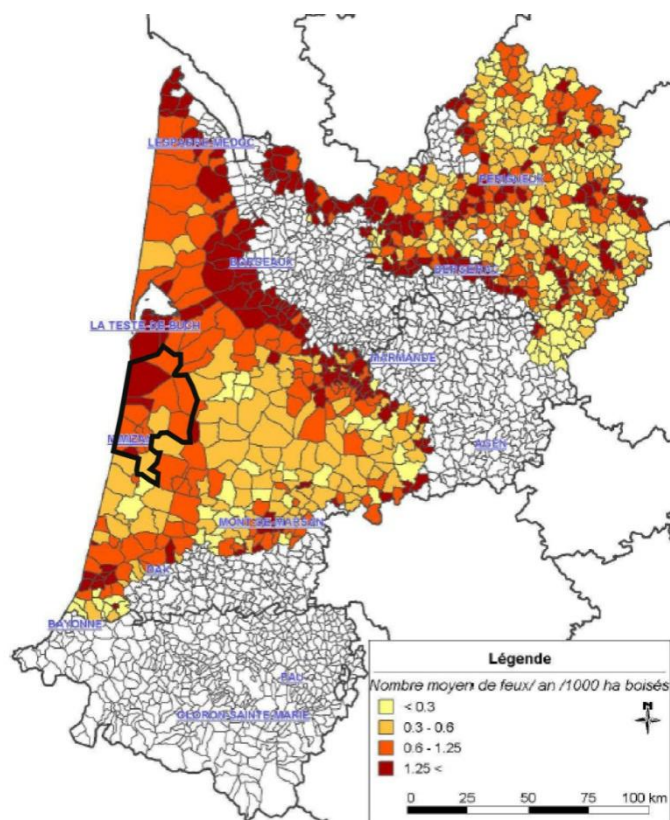 LESPARRE-MEDOC
PERIGUEUX
BORDEAUX
BERGERAC
LA TESTE-DE-BUCH
MARMANDE
MIMIZAN
AGEN
MONT-DE-MARSAN
DAX
BAYONNE
PAU
OLORON-SAINTE-MARIE
Légende
Nombre moyen de feux/ an /1000 ha boisés
< 0.3
0.3 - 0.6
0.6 - 1.25
1.25 <
N
0 25 50 75 100 km